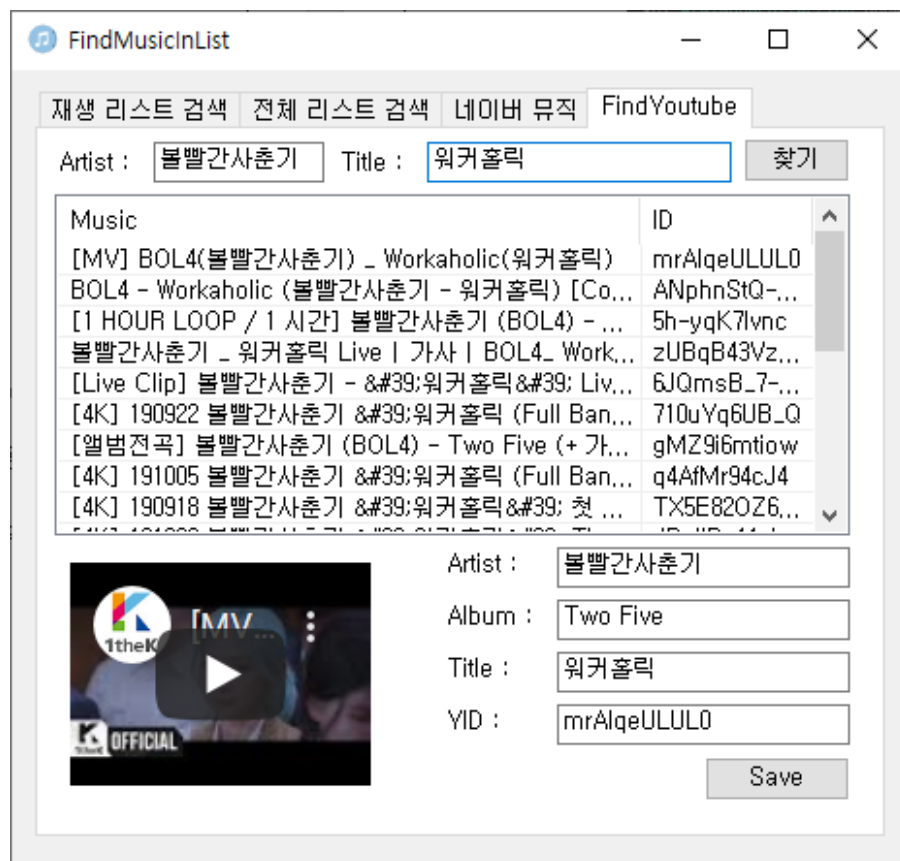 FindMusicInList
재생 리스트 검색 전체 리스트 검색 네이버 뮤직 FindYoutube
Artist : 볼빨간사춘기 Title : 워커홀릭 찾기
Music ID
[MV] BOL4(볼빨간사춘기) _ Workaholic(워커홀릭) mrAlqeULUL0
BOL4 - Workaholic (볼빨간사춘기 - 워커홀릭) [Co... ANphnStQ-...
[1 HOUR LOOP / 1 시간] 볼빨간사춘기 (BOL4) - ... 5h-yqK7lvnc
볼빨간사춘기 _ 워커홀릭 Live | 가사 | BOL4_ Work... zUBqB43Vz...
[Live Clip] 볼빨간사춘기 - &#39;워커홀릭&#39; Liv... 6JQmsB_7-...
[4K] 190922 볼빨간사춘기 &#39;워커홀릭 (Full Ban... 710uYq6UB_Q
[앨범전곡] 볼빨간사춘기 (BOL4) - Two Five (+ 가... gMZ9i6mtiow
[4K] 191005 볼빨간사춘기 &#39;워커홀릭 (Full Ban... q4AfMr94cJ4
[4K] 190918 볼빨간사춘기 &#39;워커홀릭&#39; 첫 ... TX5E82OZ6...
1theK [MV...
OFFICIAL
Artist : 볼빨간사춘기
Album : Two Five
Title : 워커홀릭
YID : mrAlqeULUL0
Save